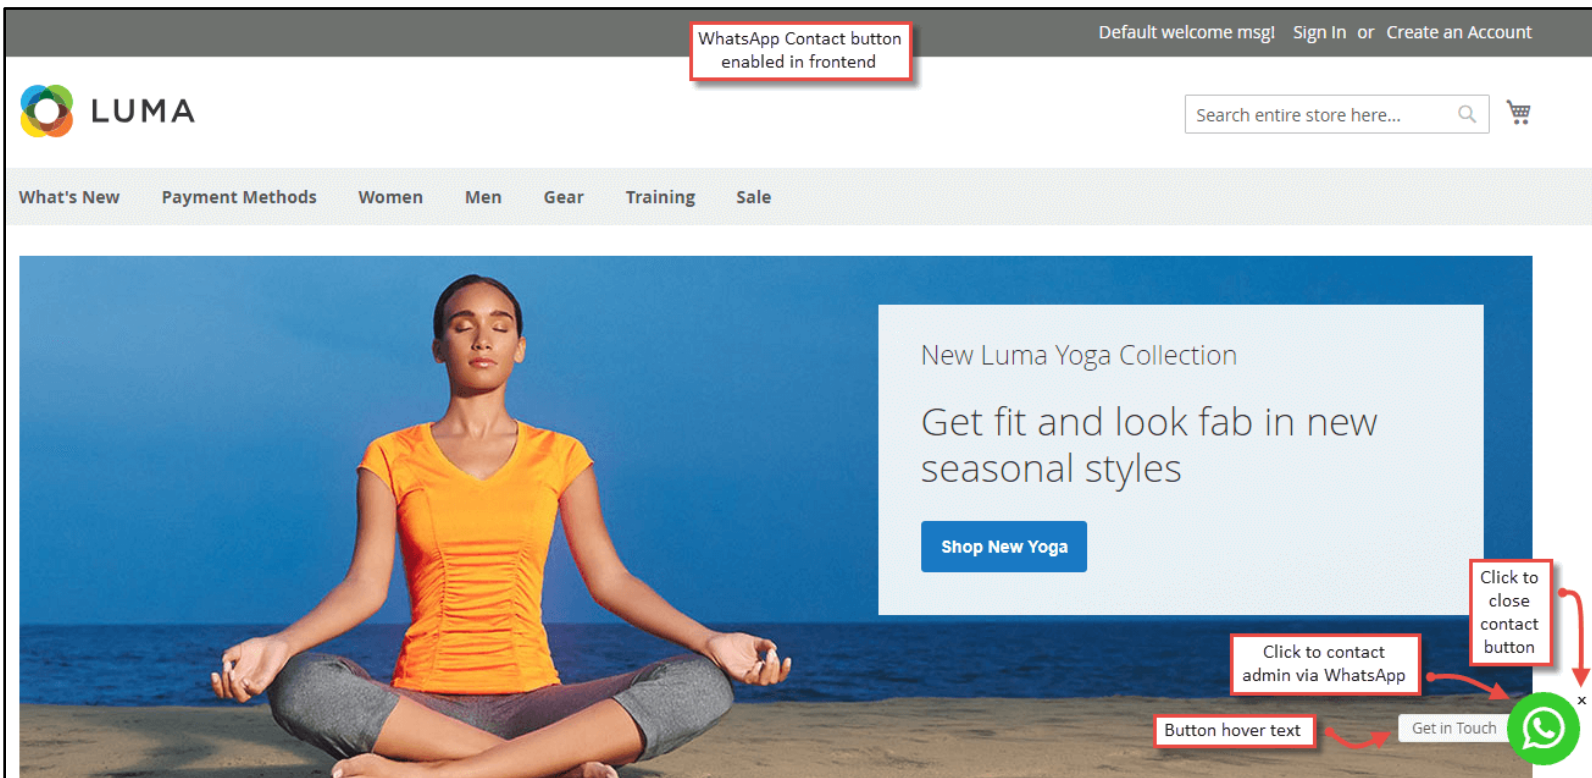 WhatsApp Contact button
enabled in frontend
Default welcome msg! Sign In or Create an Account
LUMA
Search entire store here...
What's New Payment Methods Women Men Gear Training Sale
New Luma Yoga Collection
Get fit and look fab in new
seasonal styles
Shop New Yoga
Click to
close
contact
button
Click to contact
admin via WhatsApp
x
Button hover text
Get in Touch